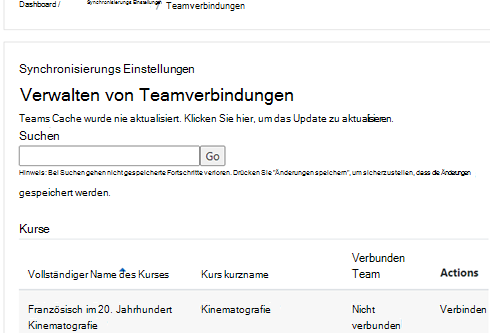 Dashboard / Synchronisierungs Einstellungen / Teamverbindungen
Synchronisierungs Einstellungen
Verwalten von Teamverbindungen
Teams Cache wurde nie aktualisiert. Klicken Sie hier, um das Update zu aktualisieren.
Suchen
Go
Hinweis: Bei Suchen gehen nicht gespeicherte Fortschritte verloren. Drücken Sie "Änderungen speichern", um sicherzustellen, dass die Änderungen
gespeichert werden.
Kurse
Verbunden
Vollständiger Name des Kurses Kurs kurzname Team Actions
Französisch im 20. Jahrhundert Kinematografie Nicht Verbinden
Kinematografie verbunden